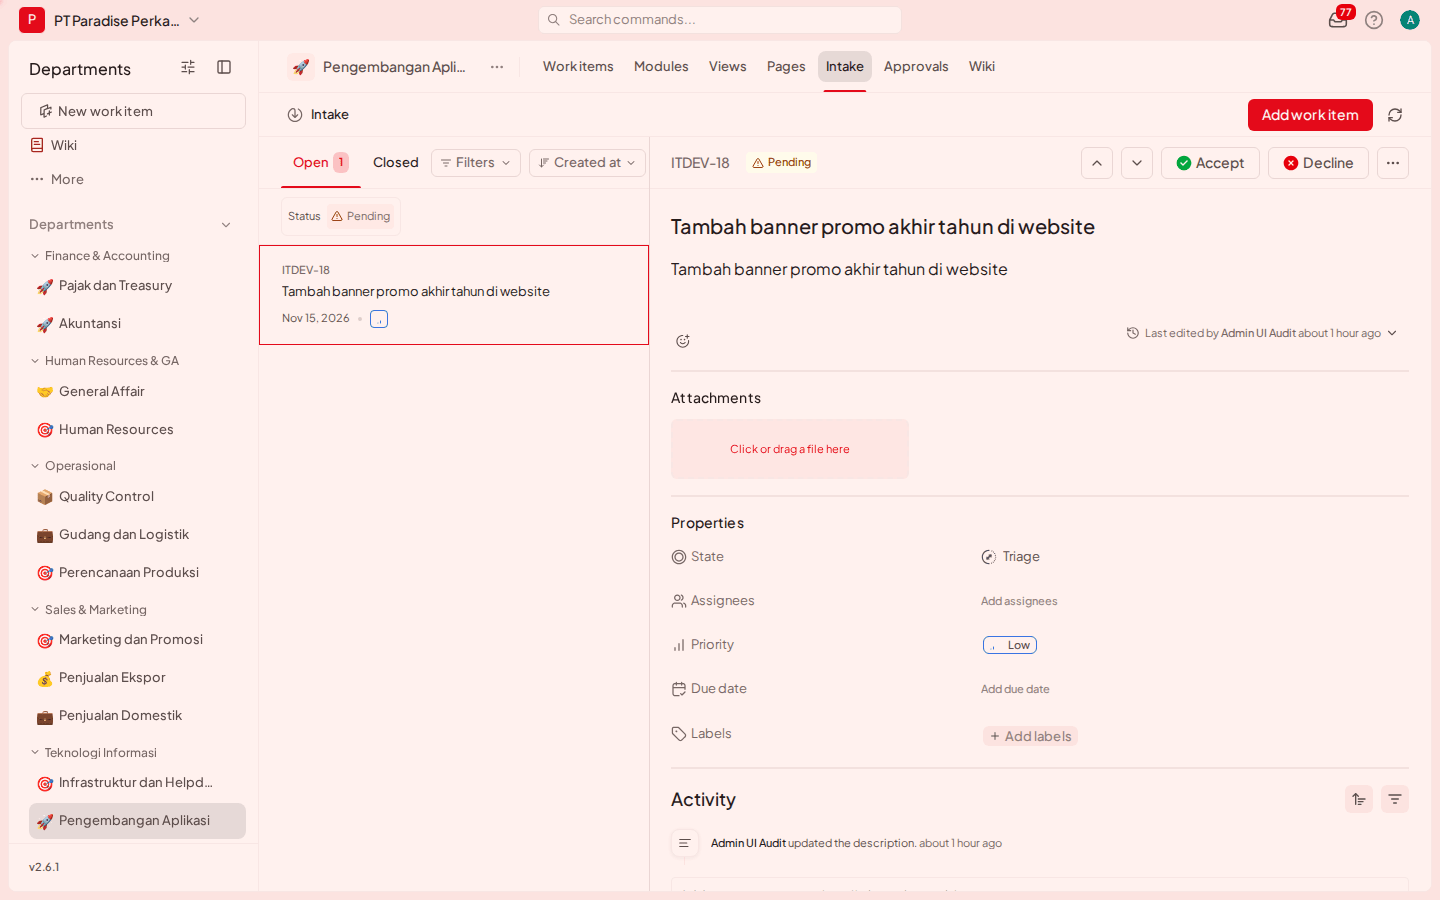 P PT Paradise Perka...
Search commands...
77
A
Departments
New work item
Wiki
More
Departments
Finance & Accounting
Pajak dan Treasury
Akuntansi
Human Resources & GA
General Affair
Human Resources
Operasional
Quality Control
Gudang dan Logistik
Perencanaan Produksi
Sales & Marketing
Marketing dan Promosi
Penjualan Ekspor
Penjualan Domestik
Teknologi Informasi
Infrastruktur dan Helpd...
Pengembangan Aplikasi
v2.6.1
Pengembangan Apli...
Work items Modules Views Pages Intake Approvals Wiki
Intake
Add work item
Open 1 Closed Filters Created at
Status Pending
ITDEV-18
Tambah banner promo akhir tahun di website
Nov 15, 2026
ITDEV-18 Pending Accept Decline
Tambah banner promo akhir tahun di website
Tambah banner promo akhir tahun di website
Last edited by Admin UI Audit about 1 hour ago
Attachments
Click or drag a file here
Properties
State Triage
Assignees Add assignees
Priority Low
Due date Add due date
Labels Add labels
Activity
Admin UI Audit updated the description. about 1 hour ago